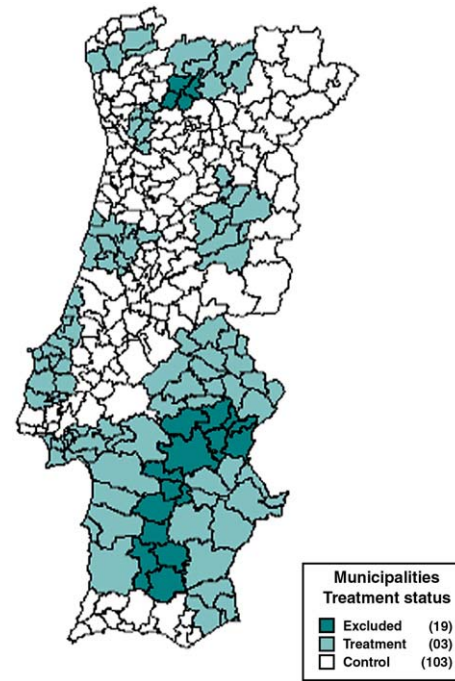 Municipalities
Treatment status
Excluded (19)
Treatment (03)
Control (103)